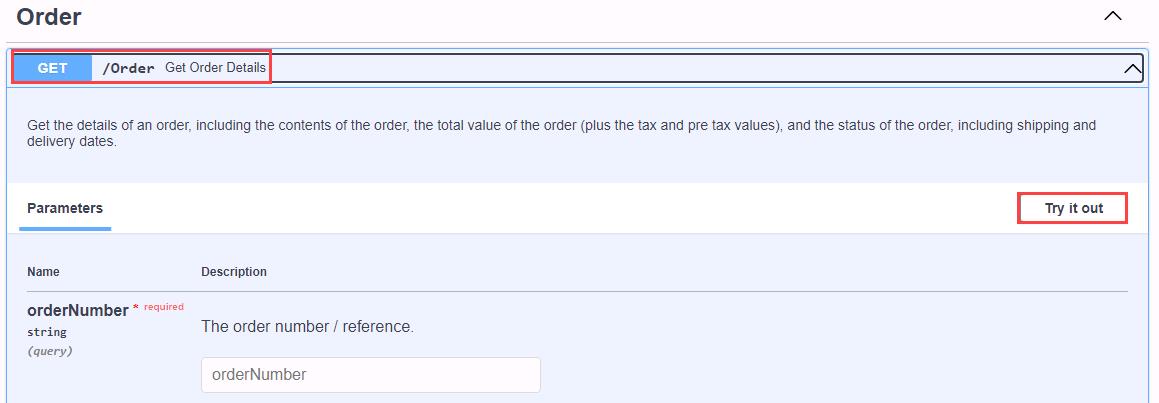 Order
GET /Order Get Order Details
Get the details of an order, including the contents of the order, the total value of the order (plus the tax and pre tax values), and the status of the order, including shipping and
delivery dates.
Parameters Try it out
Name Description
orderNumber * required
The order number / reference.
string
(query)
orderNumber